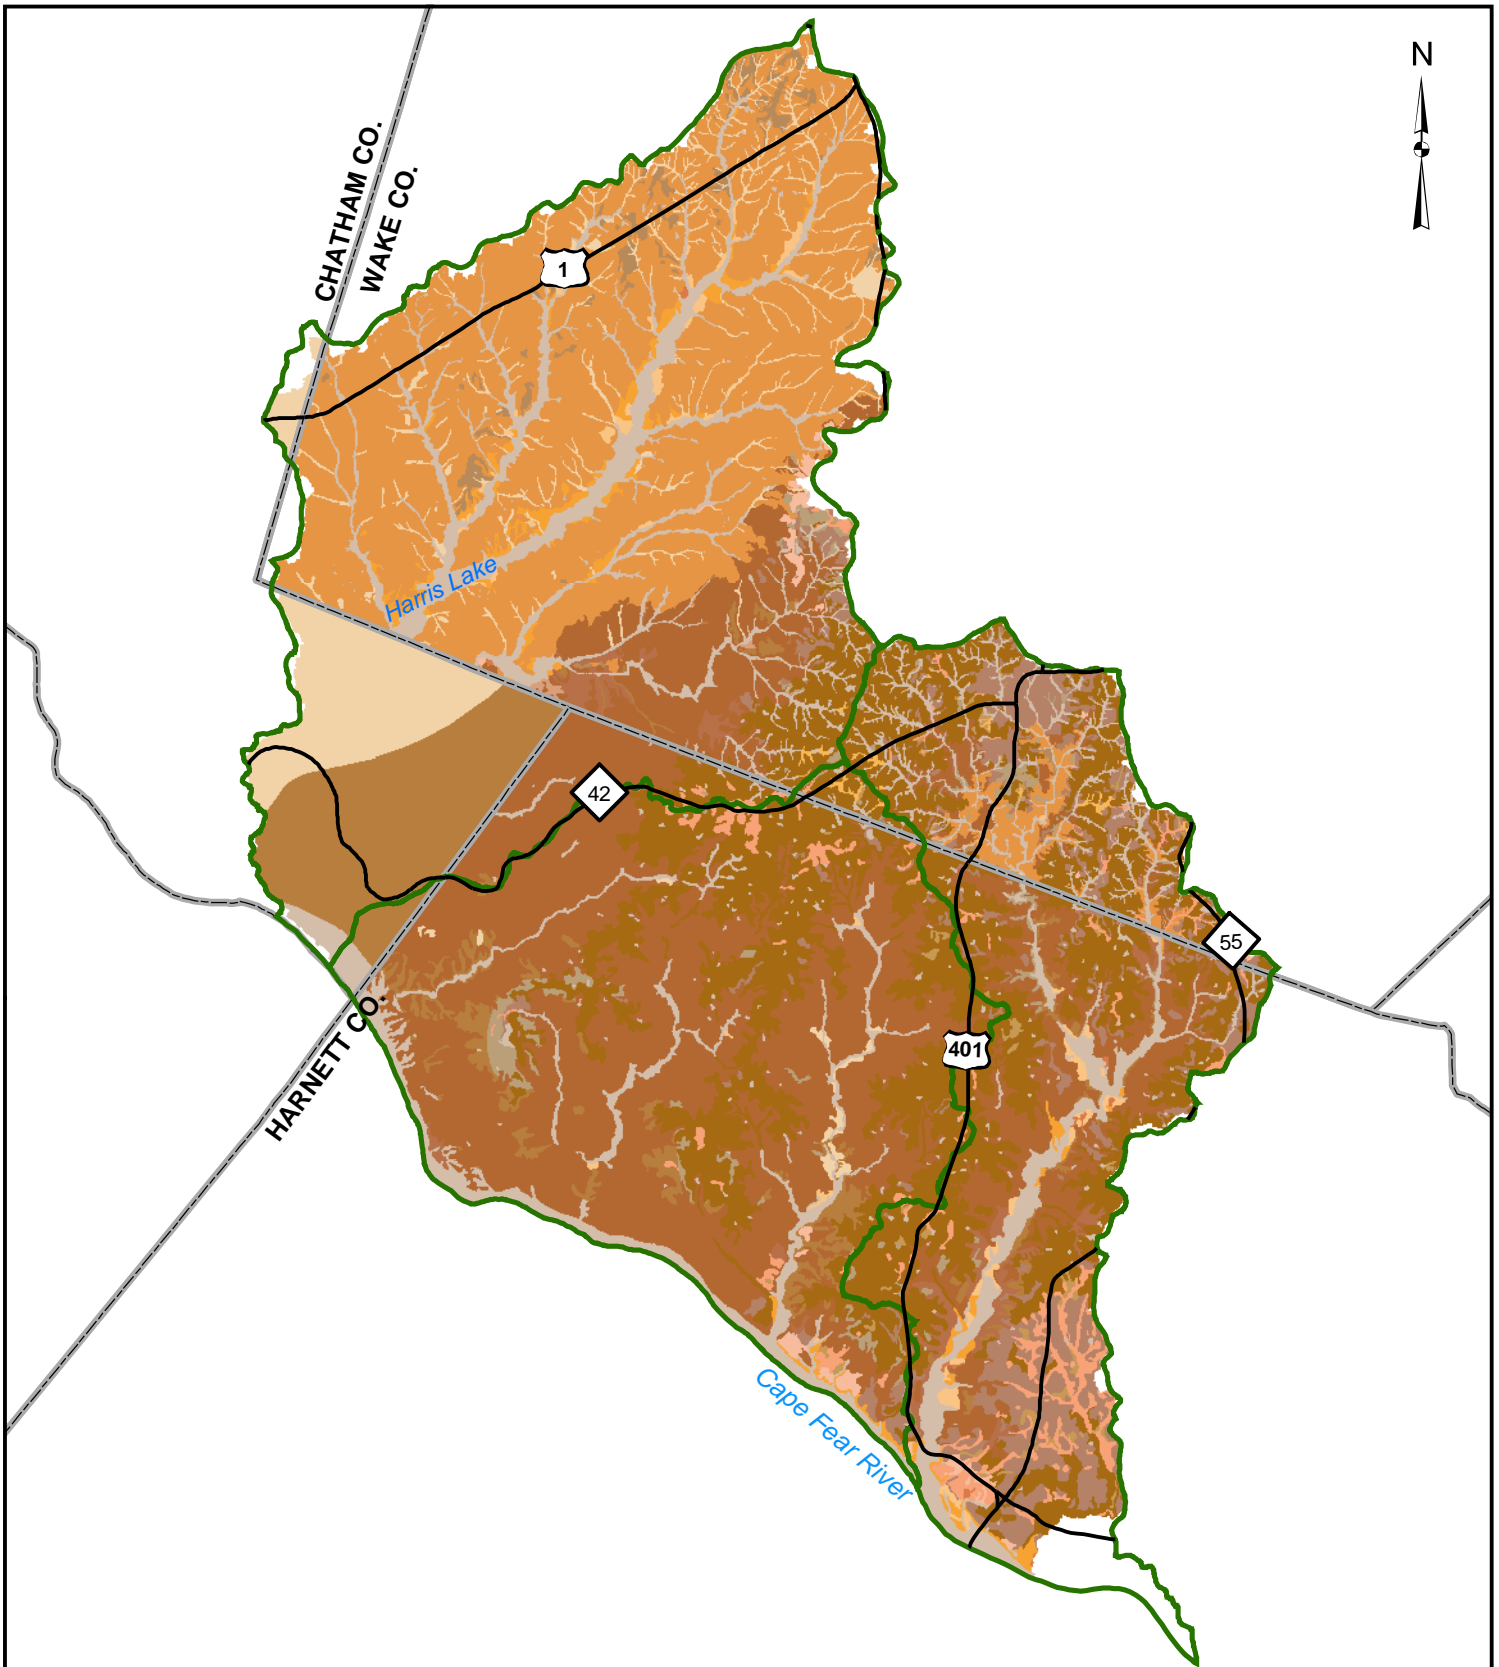 N
CHATHAM CO.
WAKE CO.
1
Harris Lake
42
55
HARNETT CO.
401
Cape Fear River